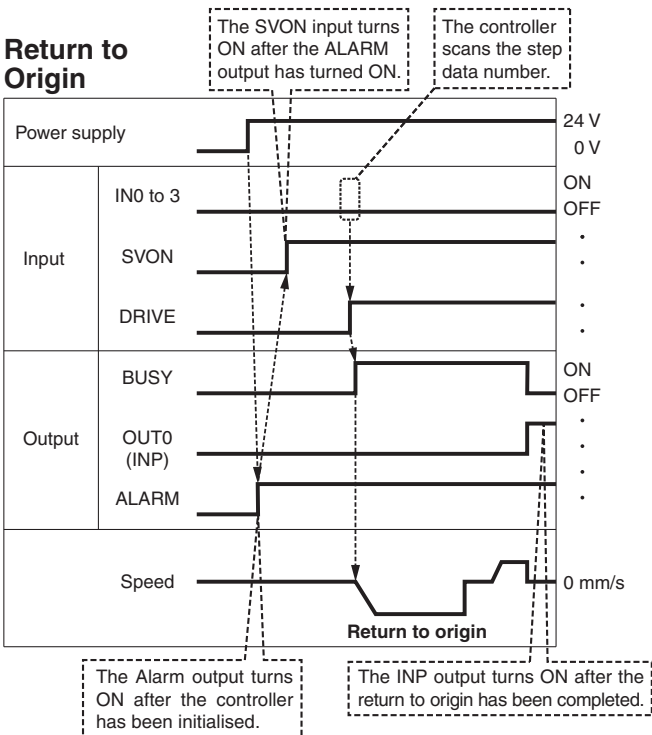 The SVON input turns
ON after the ALARM
output has turned ON.
The controller
scans the step
data number.
Return to
Origin
Power supply
24 V
0 V
Input
IN0 to 3
ON
OFF
SVON
DRIVE
Output
BUSY
ON
OFF
OUT0
(INP)
ALARM
Speed
0 mm/s
Return to origin
The Alarm output turns
ON after the controller
has been initialised.
The INP output turns ON after the
return to origin has been completed.